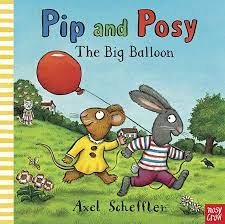 Pip and Posy
The Big Balloon
Axel Scheffler
nosy
crow